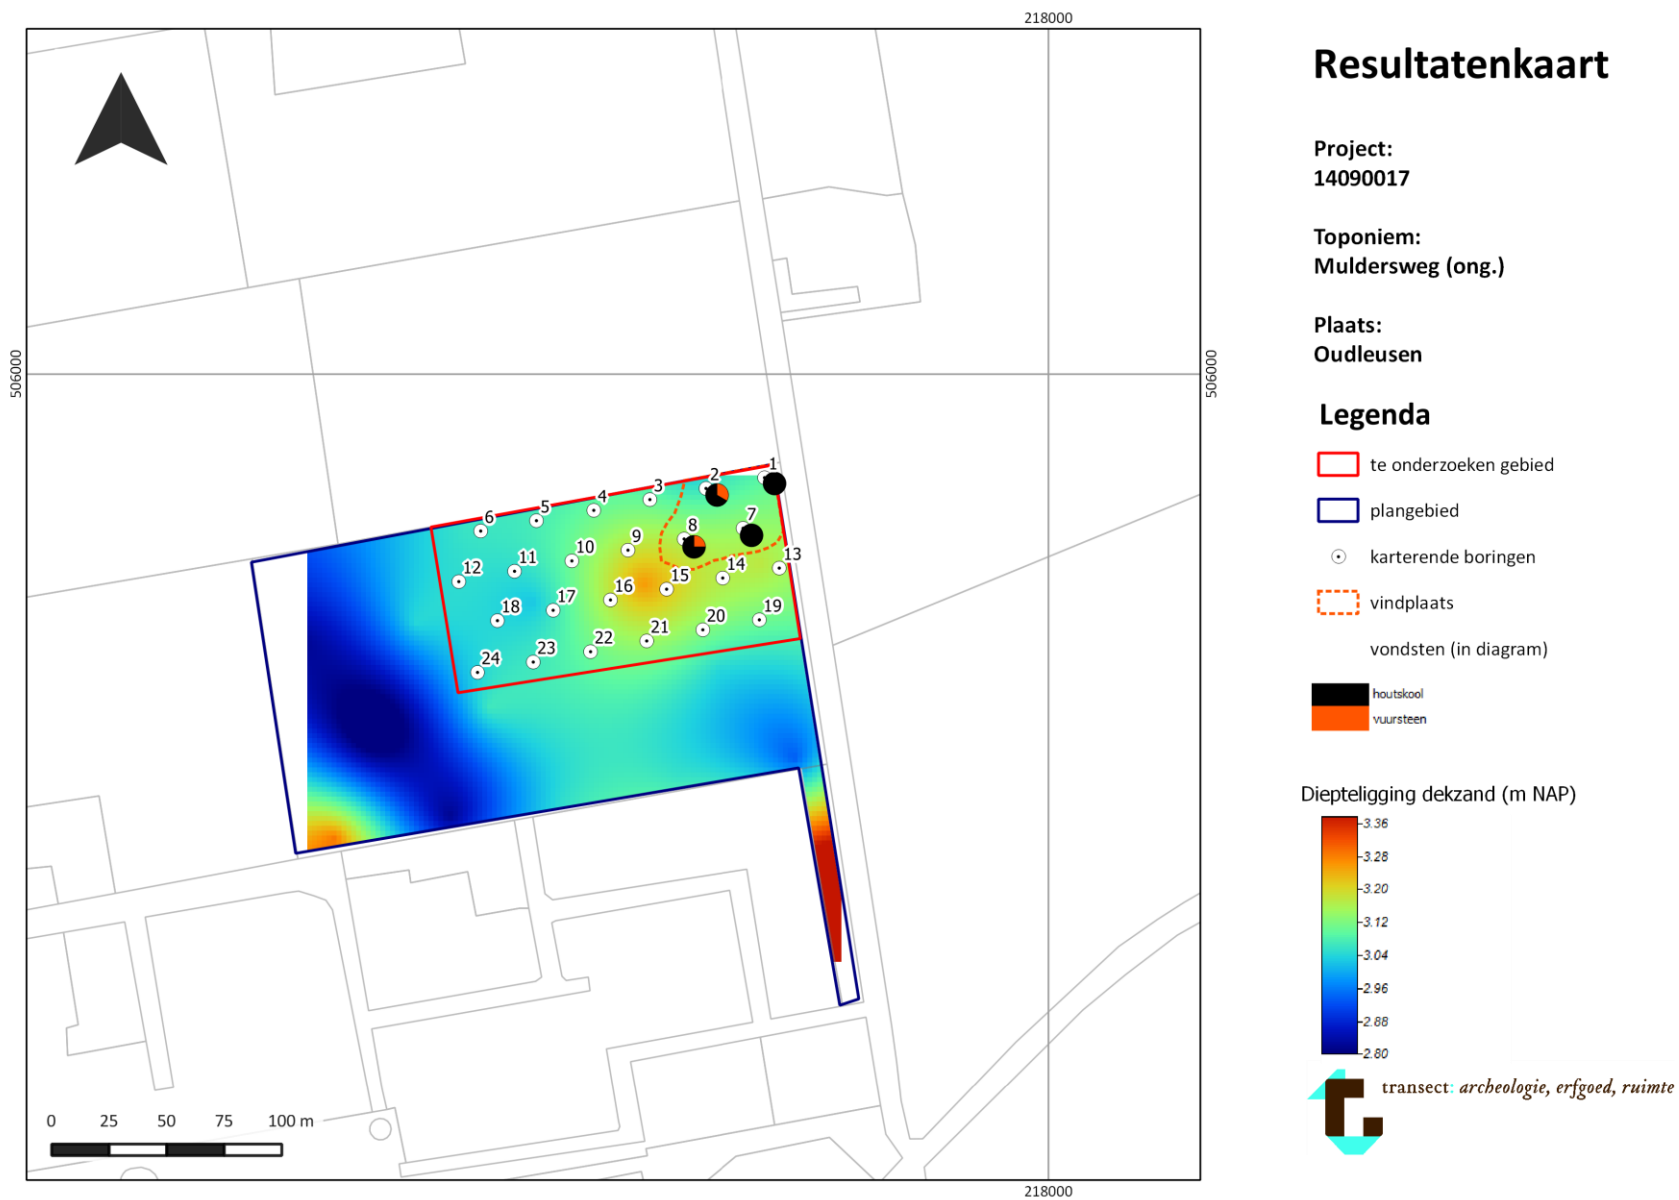 218000
Resultatenkaart
Project:
14090017
Toponiem:
Muldersweg (ong.)
Plaats:
Oudleusen
506000
506000
Legenda
te onderzoeken gebied
plangebied
karterende boringen
vindplaats
vondsten (in diagram)
houtskool
vuursteen
1
2
3
4
5
6
7
8
9
10
11
12
13
14
15
16
17
18
19
20
21
22
23
24
Diepteligging dekzand (m NAP)
3.36
3.28
3.20
3.12
3.04
2.96
2.88
2.80
transect: archeologie, erfgoed, ruimte
0 25 50 75 100 m
218000